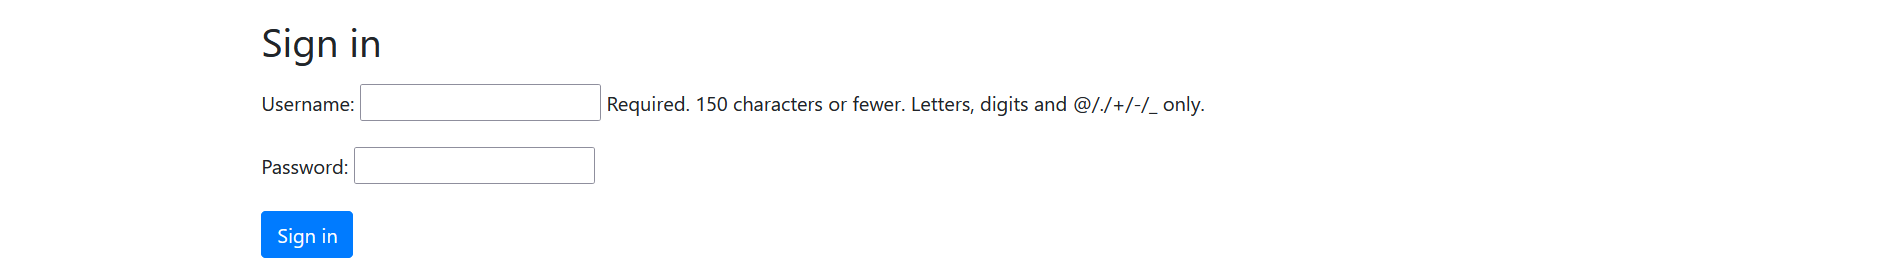 Sign in
Username: Required. 150 characters or fewer. Letters, digits and @/./+/-/_ only.
Password:
Sign in